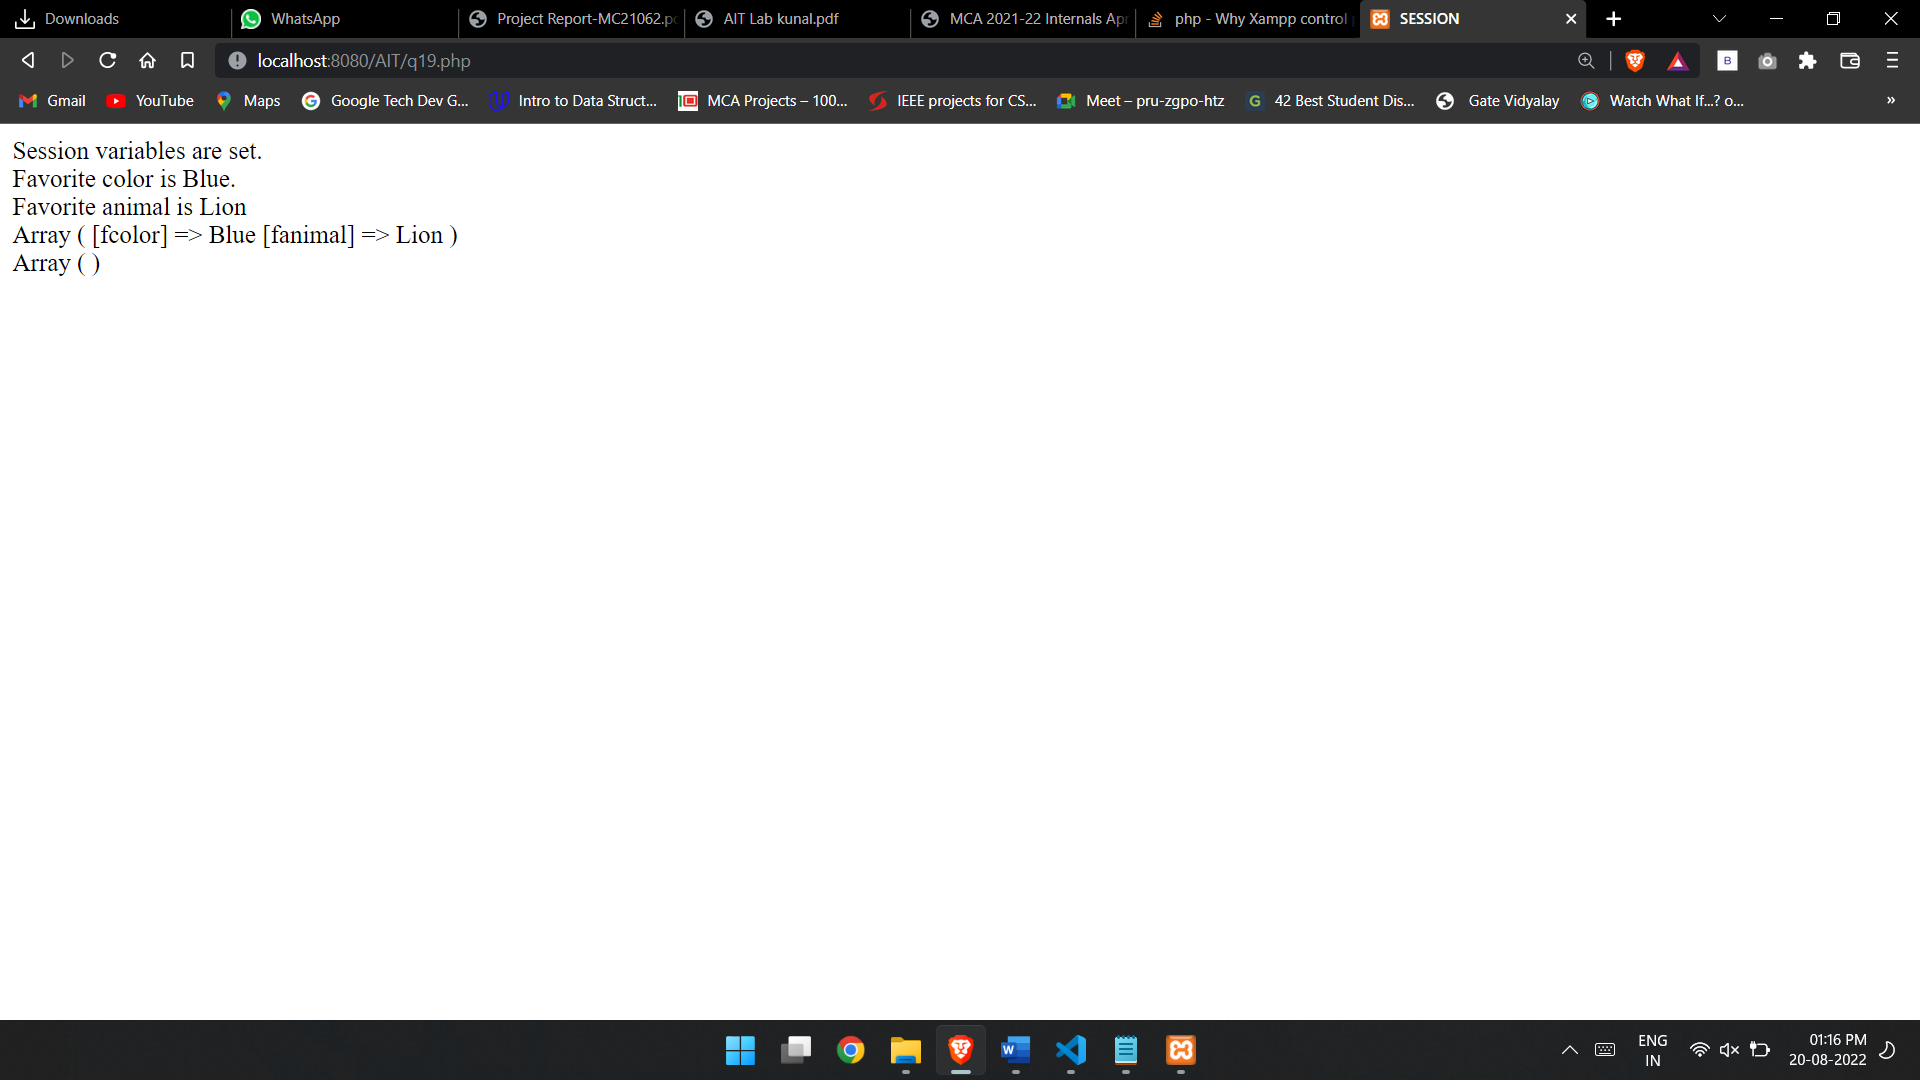 Downloads
WhatsApp
Project Report-MC21062.p
AIT Lab kunal.pdf
MCA 2021-22 Internals Apr
php - Why Xampp control
SESSION
localhost:8080/AIT/q19.php
B
Gmail
YouTube
Maps
Google Tech Dev G...
Intro to Data Struct...
MCA Projects – 100...
IEEE projects for CS...
Meet – pru-zgpo-htz
G
42 Best Student Dis...
Gate Vidyalay
Watch What If...? o...
»
Session variables are set.
Favorite color is Blue.
Favorite animal is Lion
Array ( [fcolor] => Blue [fanimal] => Lion )
Array ( )
W
ENG
IN
01:16 PM
20-08-2022